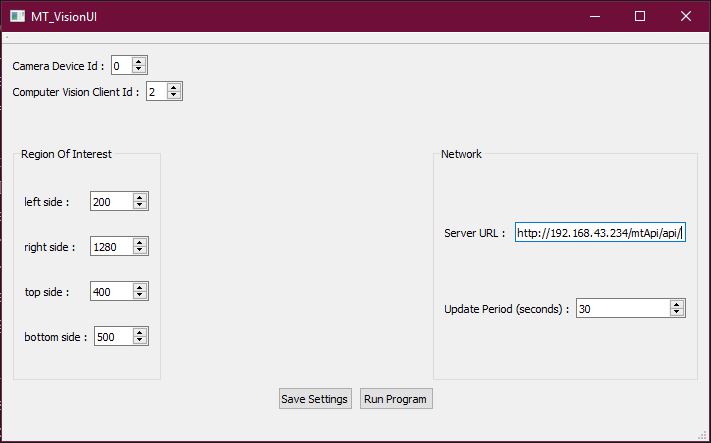 MT_VisionUI
Camera Device Id : 0
Computer Vision Client Id : 2
Region Of Interest
left side : 200
right side : 1280
top side : 400
bottom side : 500
Network
Server URL : http://192.168.43.234/mtApi/api/
Update Period (seconds) : 30
Save Settings Run Program